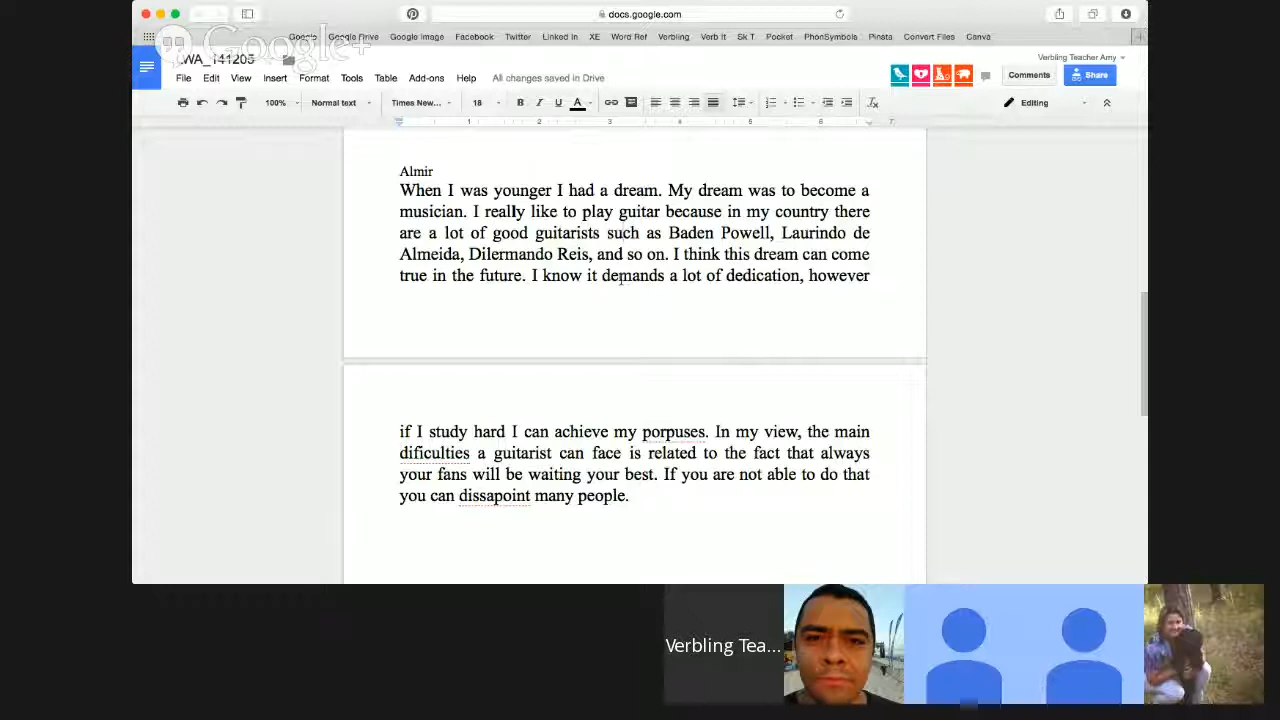 docs.google.com
Google Google Drive Google Image Facebook Twitter Linked In XE Word Ref Verbling Verb It Sk T Pocket PhonSymbols Pinsta Convert Files Canva
Google+
WA_141205
Verbling Teacher Amy
File Edit View Insert Format Tools Table Add-ons Help All changes saved in Drive
Comments Share
100% Normal text Times New... 18 B I U A Editing
1 2 3 4 5 6 7
Almir
When I was younger I had a dream. My dream was to become a
musician. I really like to play guitar because in my country there
are a lot of good guitarists such as Baden Powell, Laurindo de
Almeida, Dilermando Reis, and so on. I think this dream can come
true in the future. I know it demands a lot of dedication, however
if I study hard I can achieve my porpuses. In my view, the main
dificulties a guitarist can face is related to the fact that always
your fans will be waiting your best. If you are not able to do that
you can dissapoint many people.
Verbling Tea...